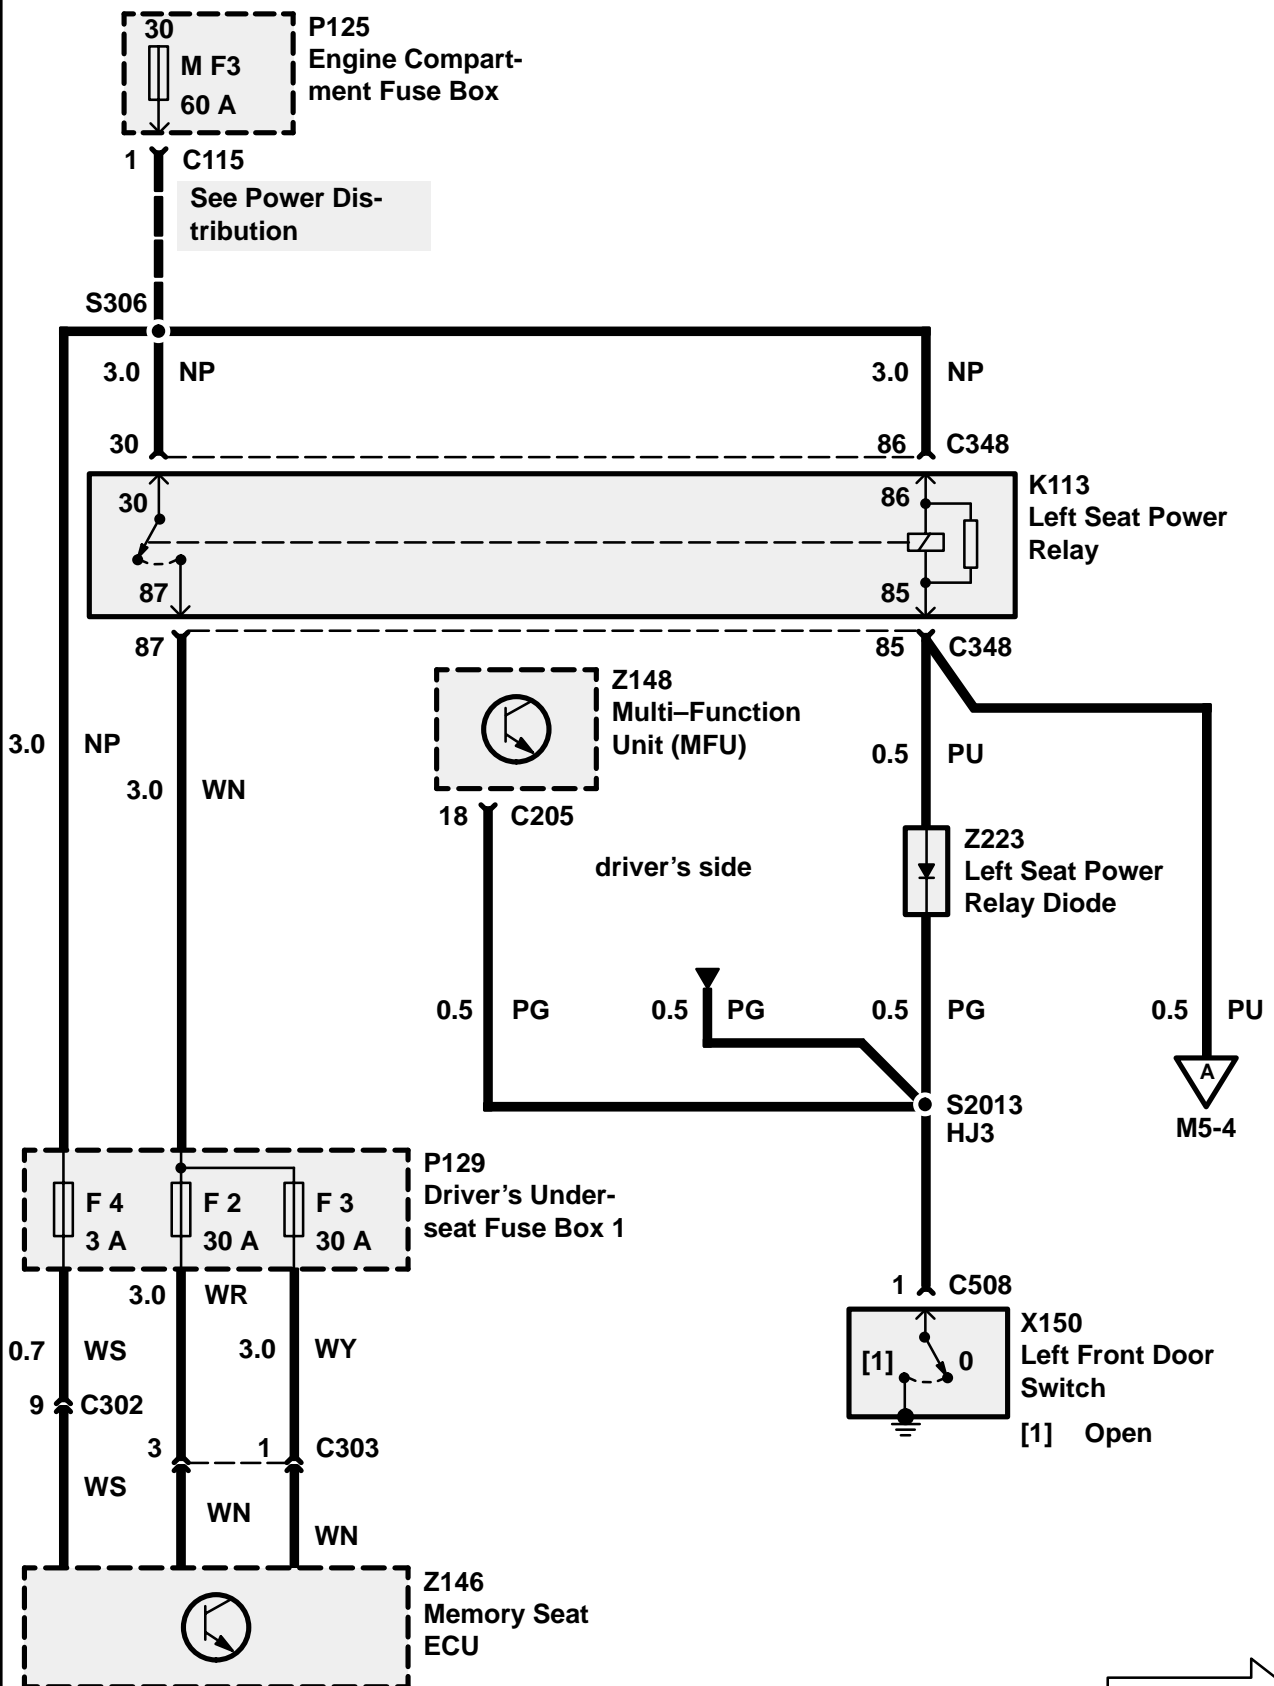 30
M F3
60 A
P125
Engine Compart-
ment Fuse Box
1
C115
See Power Dis-
tribution
S306
3.0
NP
3.0
NP
30
86
C348
30
86
K113
Left Seat Power
Relay
87
85
87
85
C348
Z148
Multi–Function
Unit (MFU)
3.0
NP
0.5
PU
3.0
WN
18
C205
driver's side
Z223
Left Seat Power
Relay Diode
0.5
PG
0.5
PG
0.5
PG
0.5
PU
A
M5-4
S2013
HJ3
F 4
3 A
F 2
30 A
F 3
30 A
P129
Driver's Under-
seat Fuse Box 1
3.0
WR
1
C508
0.7
WS
3.0
WY
[1]
0
X150
Left Front Door
Switch
[1] Open
9
C302
3
1
C303
WS
WN
WN
Z146
Memory Seat
ECU